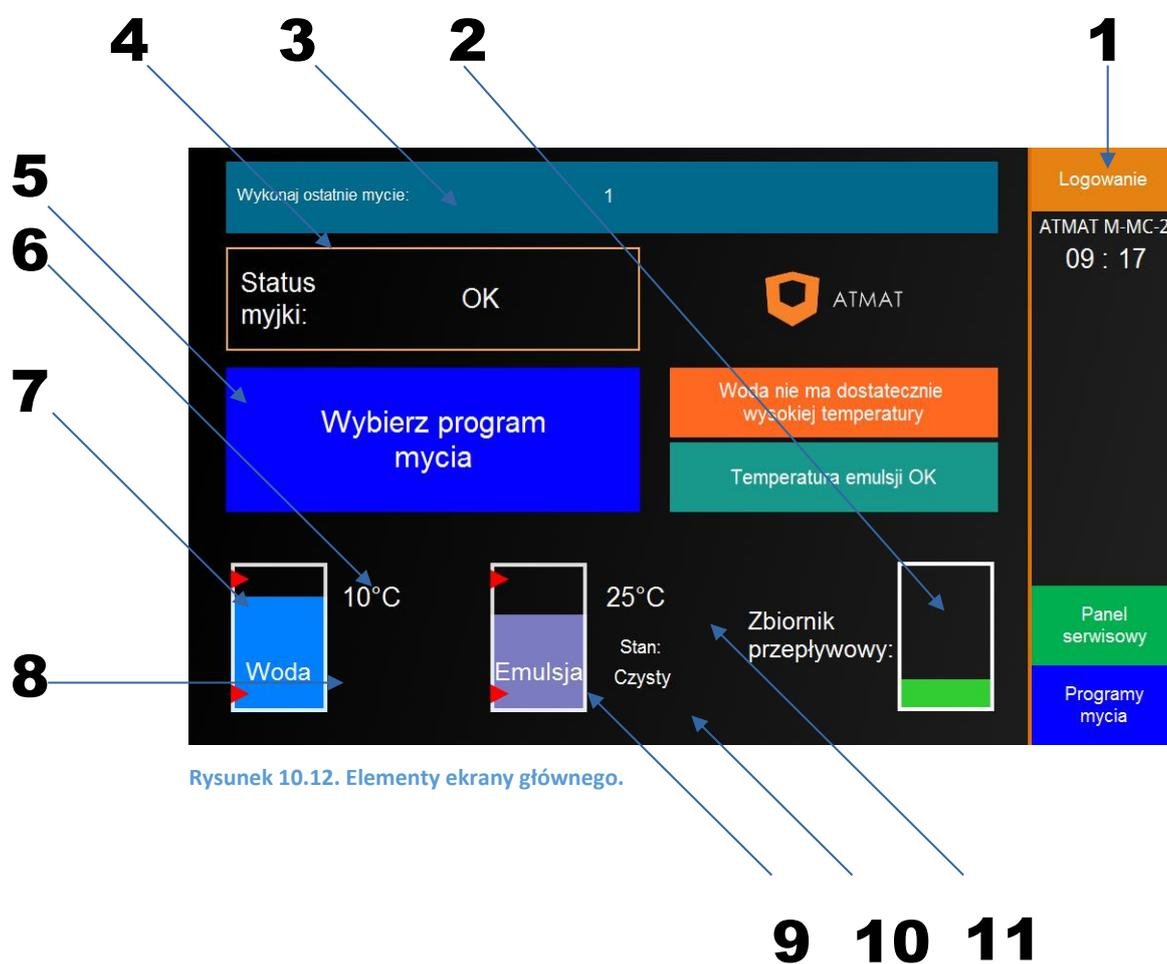 4
3
2
1
5
6
7
8
Wykonaj ostatnie mycie:
1
Logowanie
ATMAT M-MC-2
09 : 17
Status
myjki:
OK
ATMAT
Wybierz program
mycia
Woda nie ma dostatecznie
wysokiej temperatury
Temperatura emulsji OK
10°C
Woda
25°C
Emulsja
Stan:
Czysty
Zbiornik
przepływowy:
Panel
serwisowy
Programy
mycia
Rysunek 10.12. Elementy ekrany głównego.
9
10
11